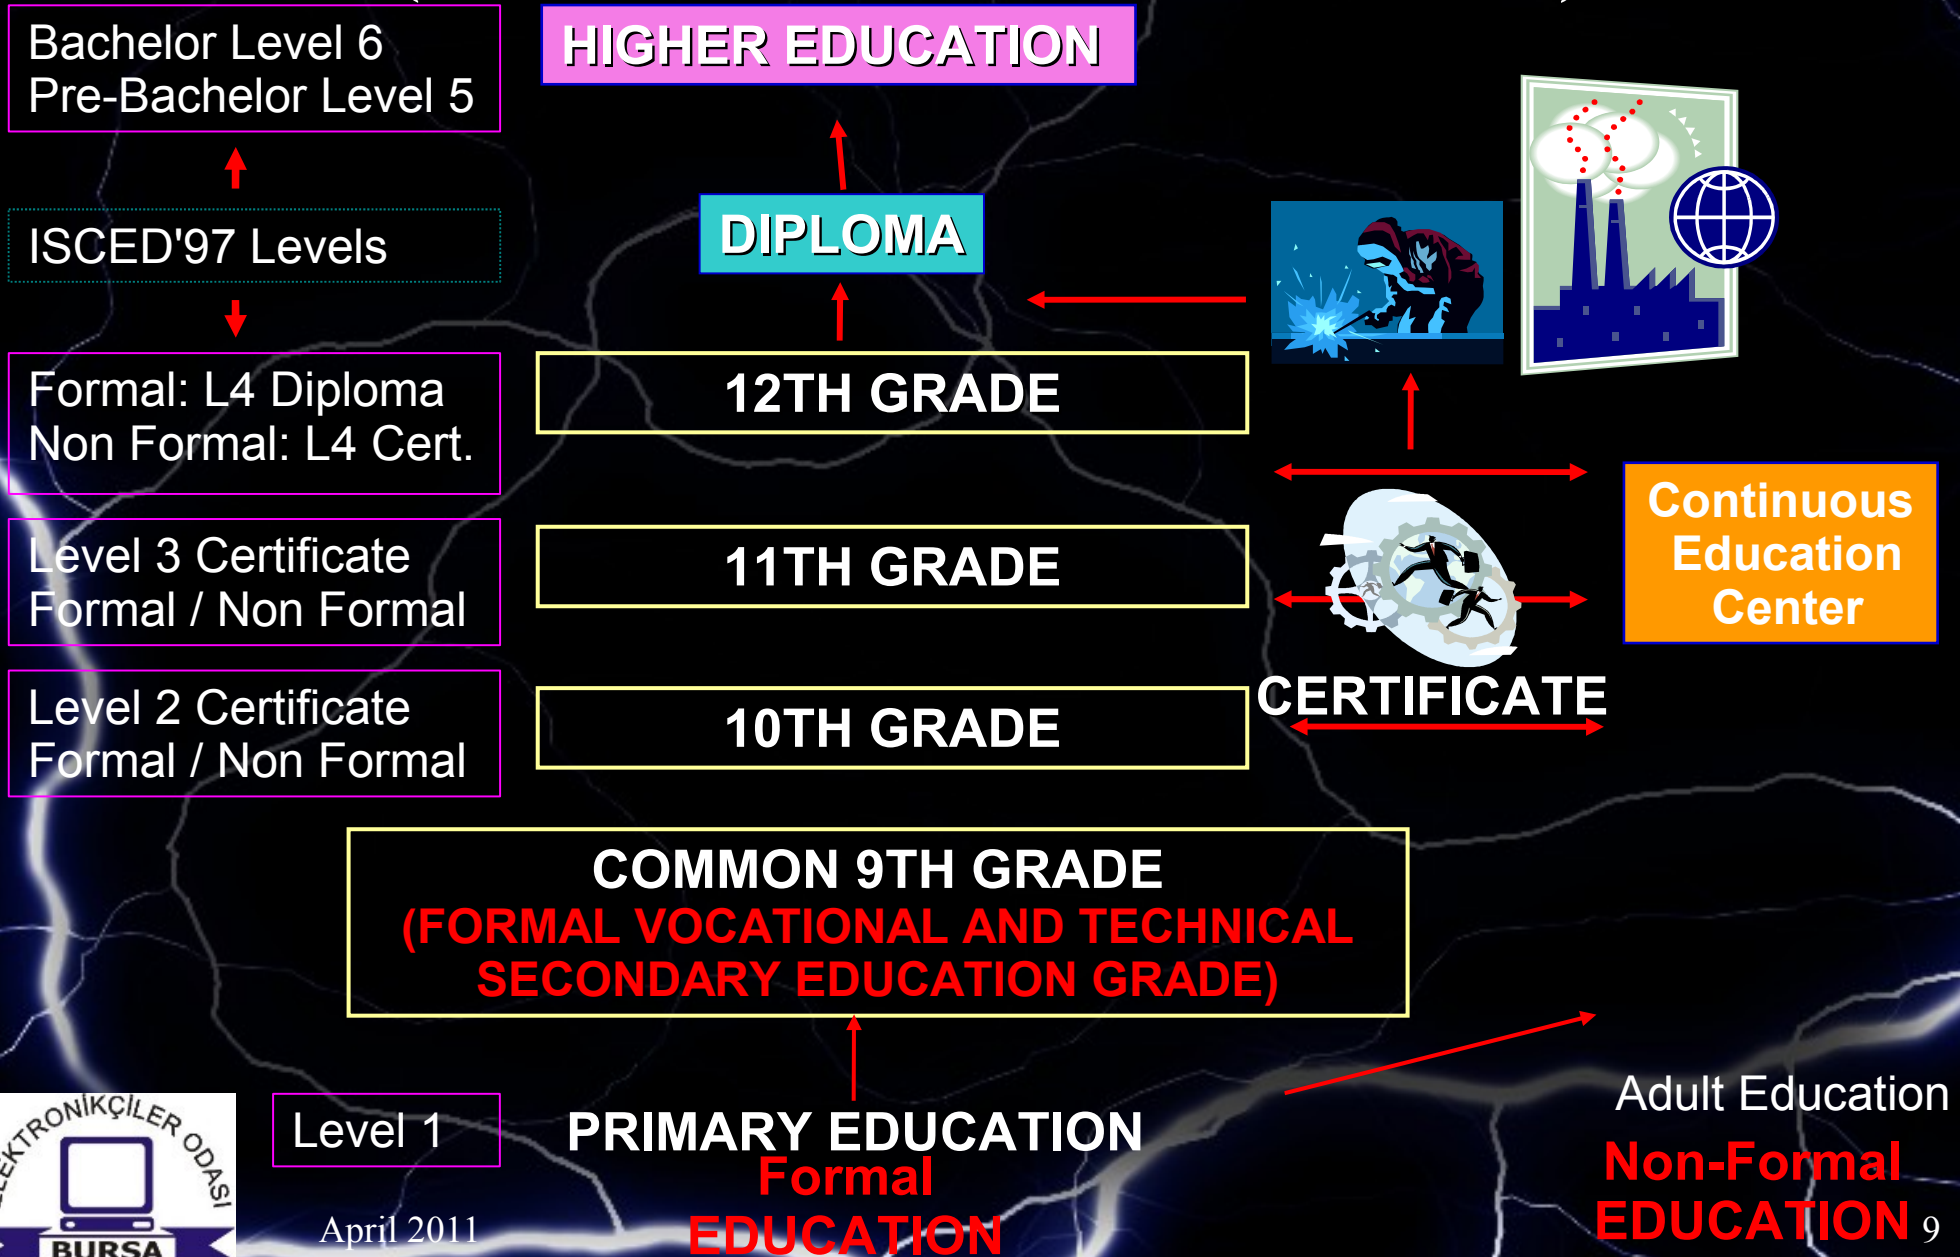 Bachelor Level 6
Pre-Bachelor Level 5
HIGHER EDUCATION
ISCED'97 Levels
DIPLOMA
Formal: L4 Diploma
Non Formal: L4 Cert.
12TH GRADE
Level 3 Certificate
Formal / Non Formal
11TH GRADE
Continuous
Education
Center
Level 2 Certificate
Formal / Non Formal
10TH GRADE
CERTIFICATE
COMMON 9TH GRADE
(FORMAL VOCATIONAL AND TECHNICAL
SECONDARY EDUCATION GRADE)
Level 1
PRIMARY EDUCATION
Formal
EDUCATION
Adult Education
Non-Formal
EDUCATION
ODASI
BURSA
April 2011
9